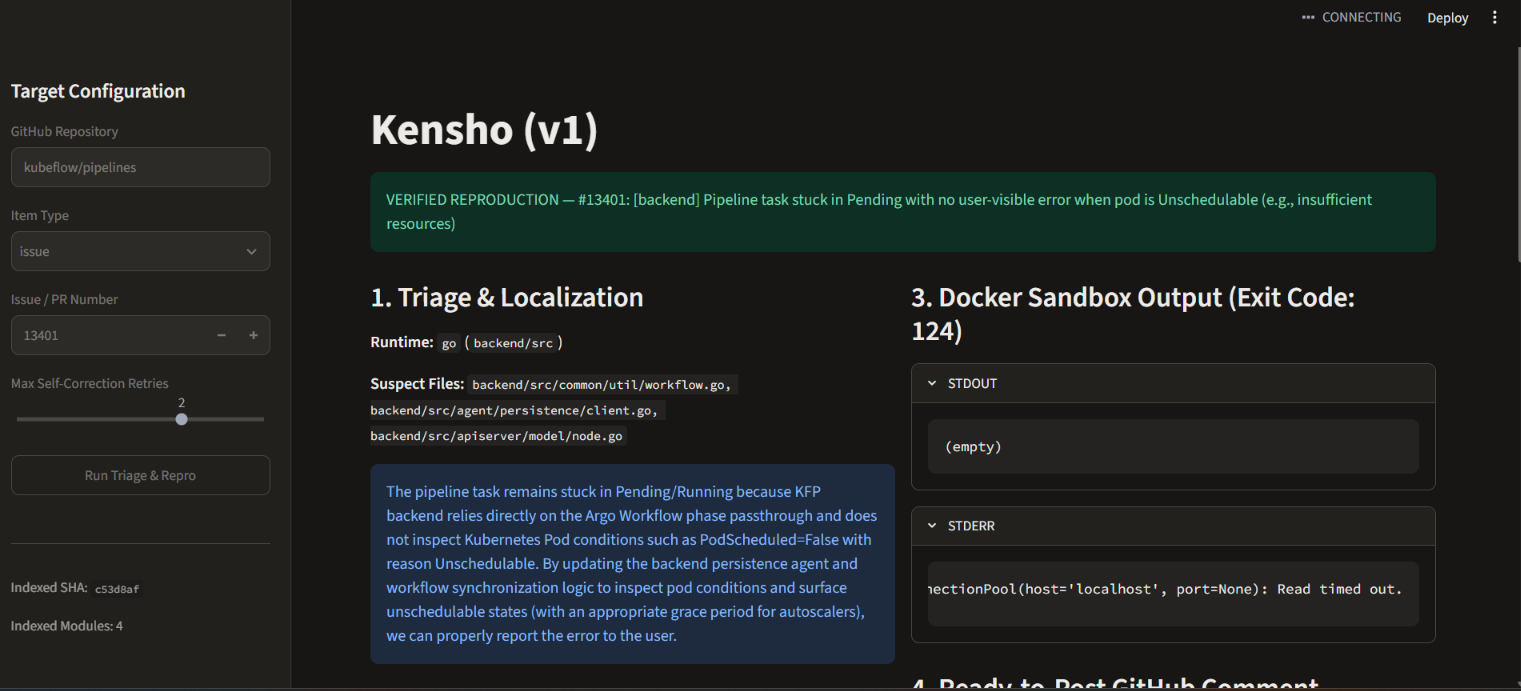 CONNECTING
Deploy
Target Configuration
GitHub Repository
kubeflow/pipelines
Item Type
issue
Issue / PR Number
13401
Max Self-Correction Retries
2
Run Triage & Repro
Indexed SHA: c53d8af
Indexed Modules: 4
Kensho (v1)
VERIFIED REPRODUCTION — #13401: [backend] Pipeline task stuck in Pending with no user-visible error when pod is Unschedulable (e.g., insufficient
resources)
1. Triage & Localization
Runtime: go ( backend/src )
Suspect Files: backend/src/common/util/workflow.go,
backend/src/agent/persistence/client.go,
backend/src/apiserver/model/node.go
The pipeline task remains stuck in Pending/Running because KFP
backend relies directly on the Argo Workflow phase passthrough and does
not inspect Kubernetes Pod conditions such as PodScheduled=False with
reason Unschedulable. By updating the backend persistence agent and
workflow synchronization logic to inspect pod conditions and surface
unschedulable states (with an appropriate grace period for autoscalers),
we can properly report the error to the user.
3. Docker Sandbox Output (Exit Code:
124)
STDOUT
(empty)
STDERR
nectionPool(host='localhost', port=None): Read timed out.
4. Ready-to-Post GitHub Comment